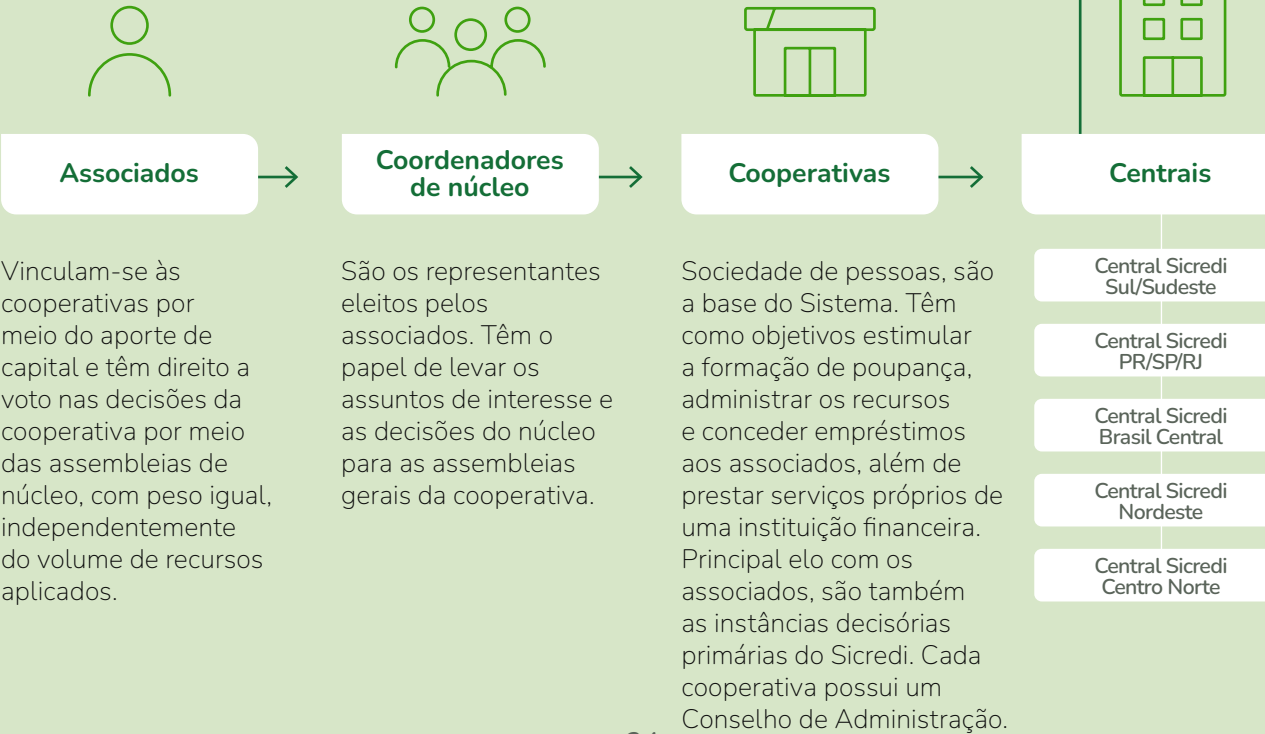 Associados
Coordenadores
de núcleo
Cooperativas
Centrais
Vinculam-se às
cooperativas por
meio do aporte de
capital e têm direito a
voto nas decisões da
cooperativa por meio
das assembleias de
núcleo, com peso igual,
independentemente
do volume de recursos
aplicados.
São os representantes
eleitos pelos
associados. Têm o
papel de levar os
assuntos de interesse e
as decisões do núcleo
para as assembleias
gerais da cooperativa.
Sociedade de pessoas, são
a base do Sistema. Têm
como objetivos estimular
a formação de poupança,
administrar os recursos
e conceder empréstimos
aos associados, além de
prestar serviços próprios de
uma instituição financeira.
Principal elo com os
associados, são também
as instâncias decisórias
primárias do Sicredi. Cada
cooperativa possui um
Conselho de Administração.
Central Sicredi
Sul/Sudeste
Central Sicredi
PR/SP/RJ
Central Sicredi
Brasil Central
Central Sicredi
Nordeste
Central Sicredi
Centro Norte